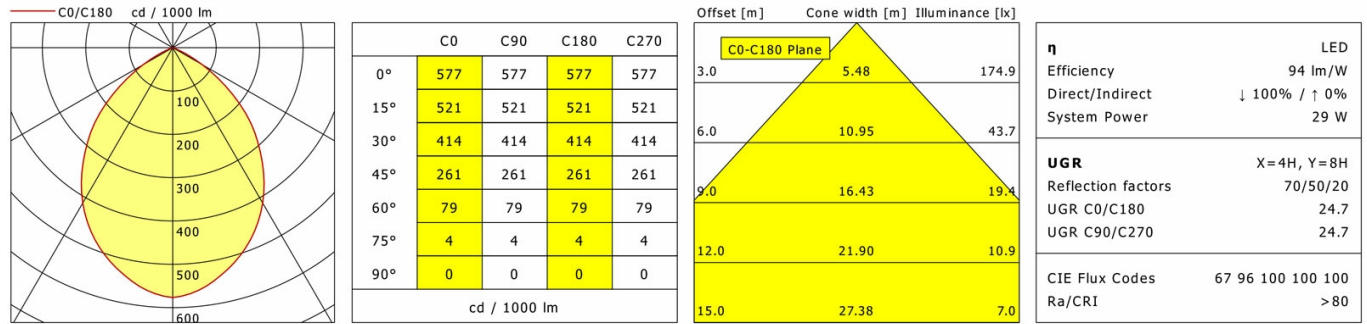 C0/C180 cd / 1000 lm
100
200
300
400
500
600
C0 C90 C180 C270
0° 577 577 577 577
15° 521 521 521 521
30° 414 414 414 414
45° 261 261 261 261
60° 79 79 79 79
75° 4 4 4 4
90° 0 0 0 0
cd / 1000 lm
Offset [m] Cone width [m] Illuminance [lx]
C0-C180 Plane
3.0 5.48 174.9
6.0 10.95 43.7
9.0 16.43 19.4
12.0 21.90 10.9
15.0 27.38 7.0
η LED
Efficiency 94 lm/W
Direct/Indirect ↓ 100% / ↑ 0%
System Power 29 W
UGR X=4H, Y=8H
Reflection factors 70/50/20
UGR C0/C180 24.7
UGR C90/C270 24.7
CIE Flux Codes 67 96 100 100 100
Ra/CRI >80